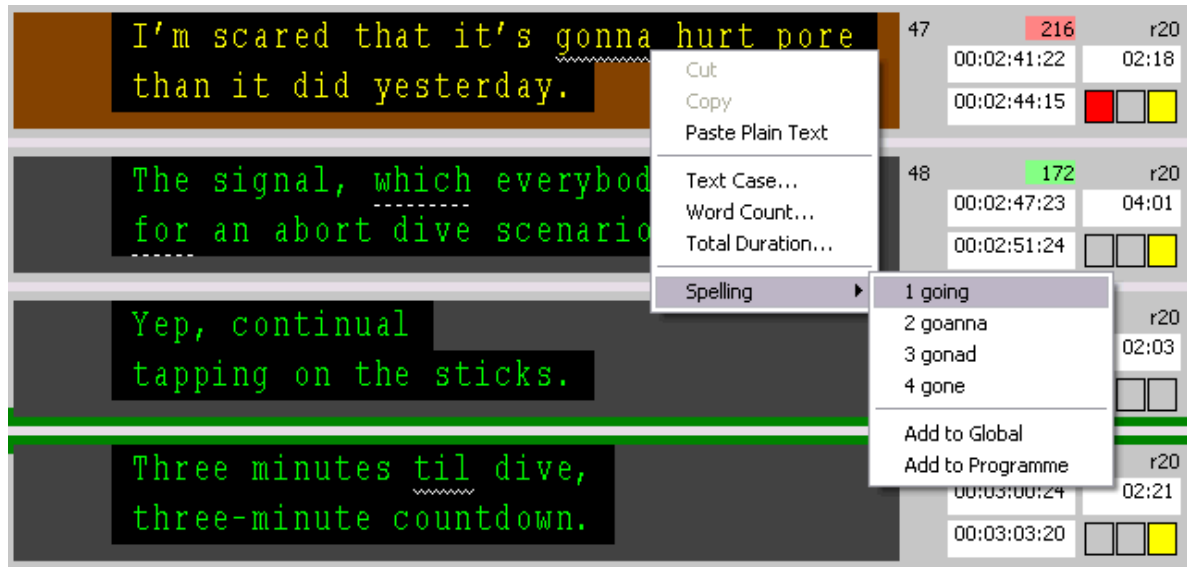 I'm scared that it's gonna hurt pore
than it did yesterday.
47 216 r20
00:02:41:22 02:18
00:02:44:15
Cut
Copy
Paste Plain Text
Text Case...
Word Count...
Total Duration...
Spelling
1 going
2 goanna
3 gonad
4 gone
Add to Global
Add to Programme
The signal, which
for an abort dive
48 172 r20
00:02:47:23 04:01
00:02:51:24
Yep, continual
tapping on the sticks.
r20
02:03
Three minutes til dive,
three-minute countdown.
r20
00:03:00:24 02:21
00:03:03:20